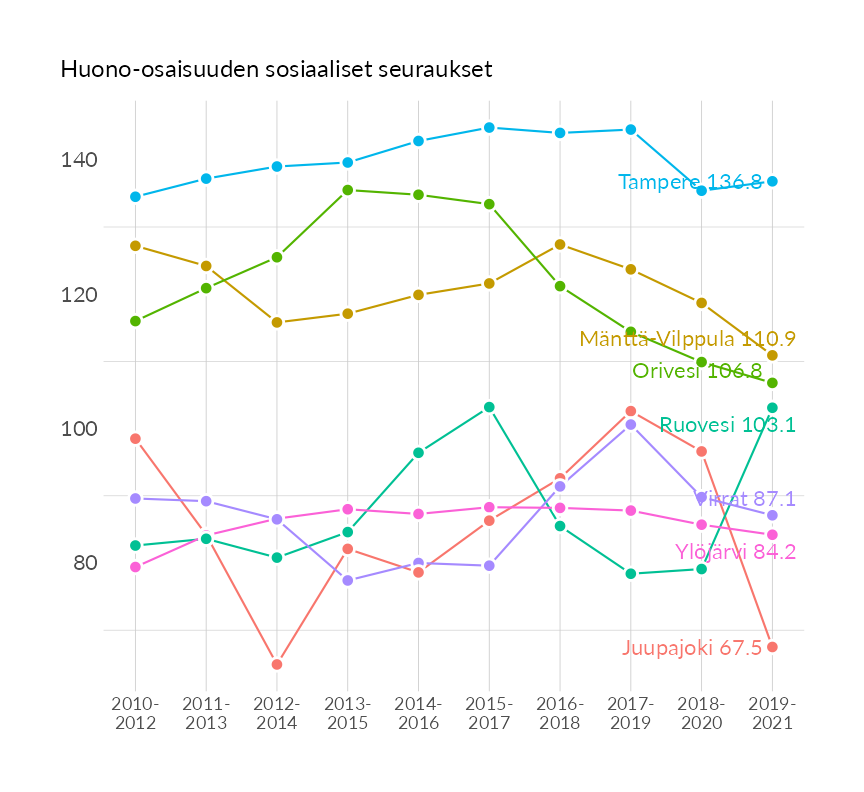 Huono-osaisuuden sosiaaliset seuraukset
140
120
100
80
Tampere 136.8
Mänttä-Vilppula 110.9
Orivesi 106.8
Ruovesi 103.1
Virrat 87.1
Ylöjärvi 84.2
Juupajoki 67.5
2010- 2011- 2012- 2013- 2014- 2015- 2016- 2017- 2018- 2019-
2012 2013 2014 2015 2016 2017 2018 2019 2020 2021